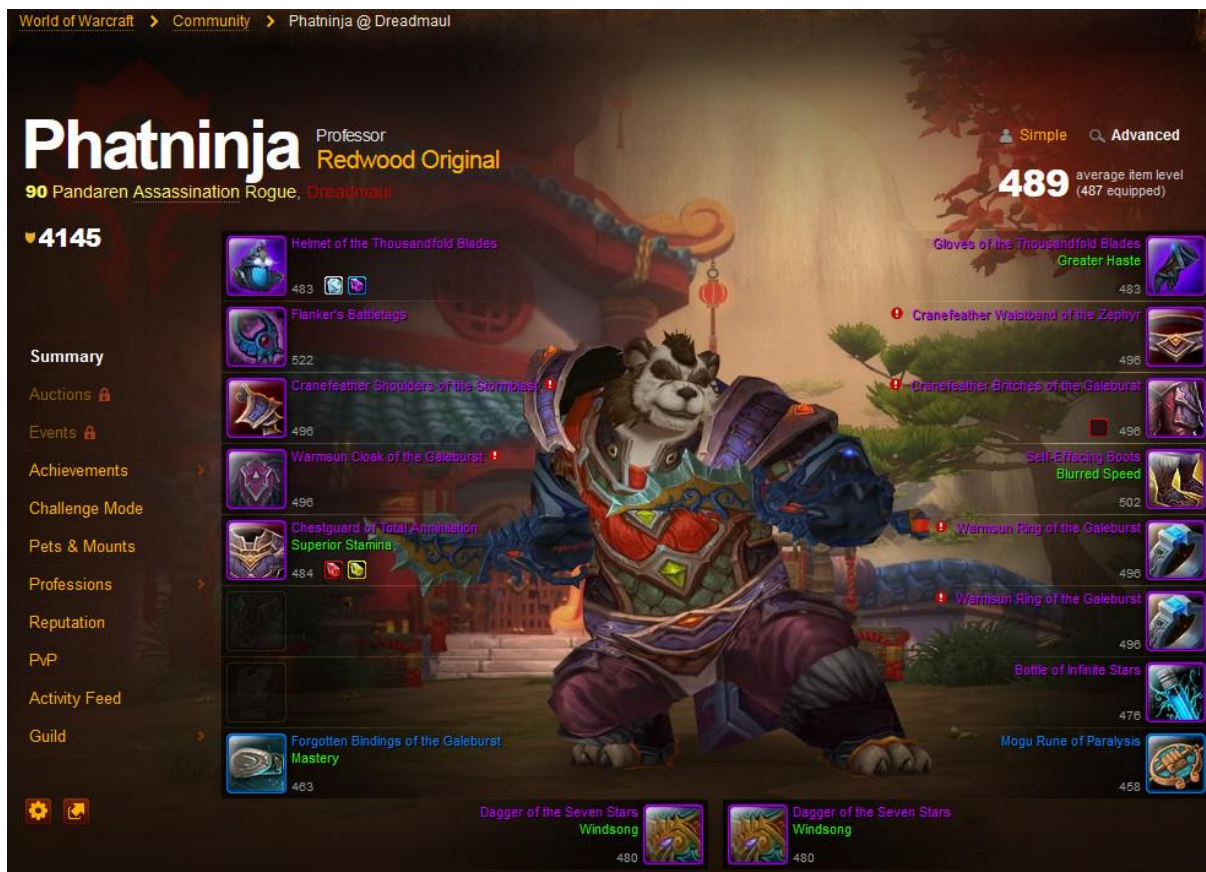 World of Warcraft > Community > Phatninja @ Dreadmaul
Phatninja
Professor
Redwood Original
90 Pandaren Assassination Rogue, Dreadmaul
4145
Simple
Advanced
489 average item level
(487 equipped)
Summary
Auctions
Events
Achievements >
Challenge Mode
Pets & Mounts
Professions >
Reputation
PvP
Activity Feed
Guild >
Helmet of the Thousandfold Blades
483
Flanker's Battletags
522
Cranefeather Shoulders of the Stormblast
496
Warmsun Cloak of the Galeburst
496
Chestguard of Total Annihilation
Superior Stamina
484
Forgotten Bindings of the Galeburst
Mastery
463
Gloves of the Thousandfold Blades
Greater Haste
483
Cranefeather Waistband of the Zephyr
496
Cranefeather Britches of the Galeburst
496
Self-Effacing Boots
Blurred Speed
502
Warmsun Ring of the Galeburst
496
Warmsun Ring of the Galeburst
496
Bottle of Infinite Stars
476
Mogu Rune of Paralysis
458
Dagger of the Seven Stars
Windsong
480
Dagger of the Seven Stars
Windsong
480